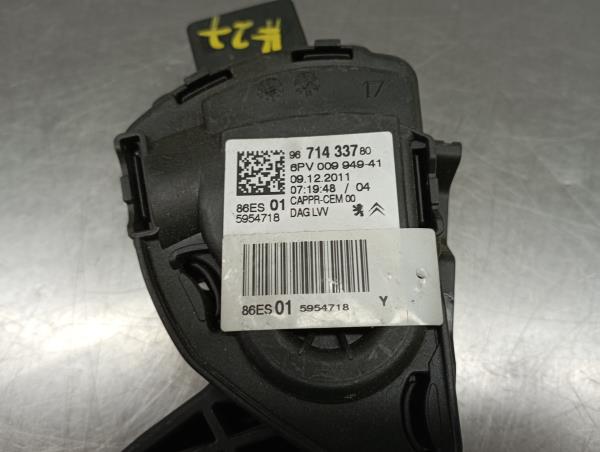 #27
17
96 714 337 80
6PV 009 949-41
09.12.2011
07:19:48 / 04
86ES 01 CAPPR-CEM 00
5954718 DAG LVV
86ES 01 5954718 Y